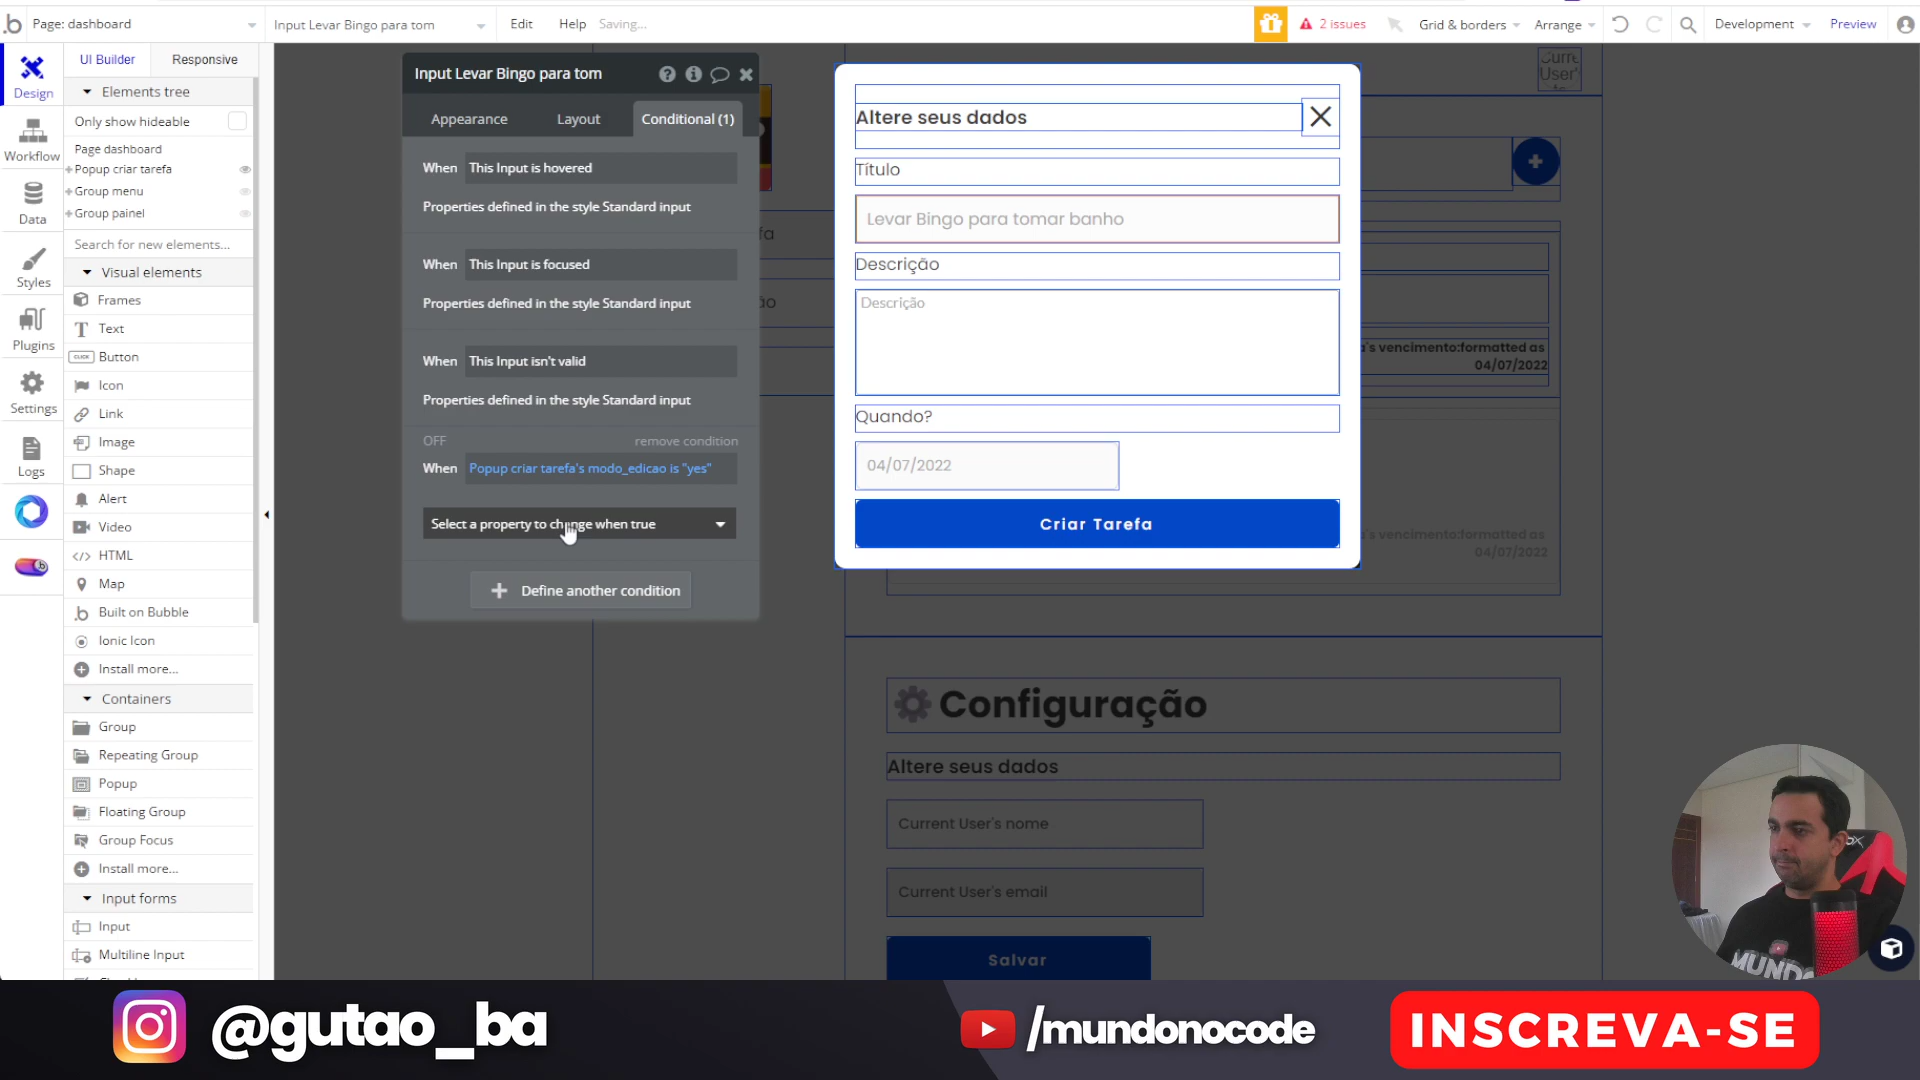 Page: dashboard
Input Levar Bingo para tom
Edit
Help
Saving...
2 issues
Grid & borders
Arrange
Development
Preview
Design
Workflow
Data
Styles
Plugins
Settings
Logs
UI Builder
Responsive
Elements tree
Only show hideable
Page dashboard
+Popup criar tarefa
+Group menu
+Group painel
Search for new elements...
Visual elements
Frames
Text
CLICK
Button
Icon
Link
Image
Shape
Alert
Video
HTML
Map
Built on Bubble
Ionic Icon
Install more...
Containers
Group
Repeating Group
Popup
Floating Group
Group Focus
Install more...
Input forms
Input
Multiline Input
Input Levar Bingo para tom
Appearance
Layout
Conditional (1)
When
This Input is hovered
Properties defined in the style Standard input
When
This Input is focused
Properties defined in the style Standard input
When
This Input isn't valid
Properties defined in the style Standard input
OFF
remove condition
When
Popup criar tarefa's modo_edicao is "yes"
Select a property to change when true
Define another condition
Altere seus dados
Título
Levar Bingo para tomar banho
Descrição
Descrição
Quando?
04/07/2022
Criar Tarefa
Curre
User'
's vencimento:formatted as
04/07/2022
's vencimento:formatted as
04/07/2022
Configuração
Altere seus dados
Current User's nome
Current User's email
Salvar
MUNDO
@gutao_ba
/mundonocode
INSCREVA-SE